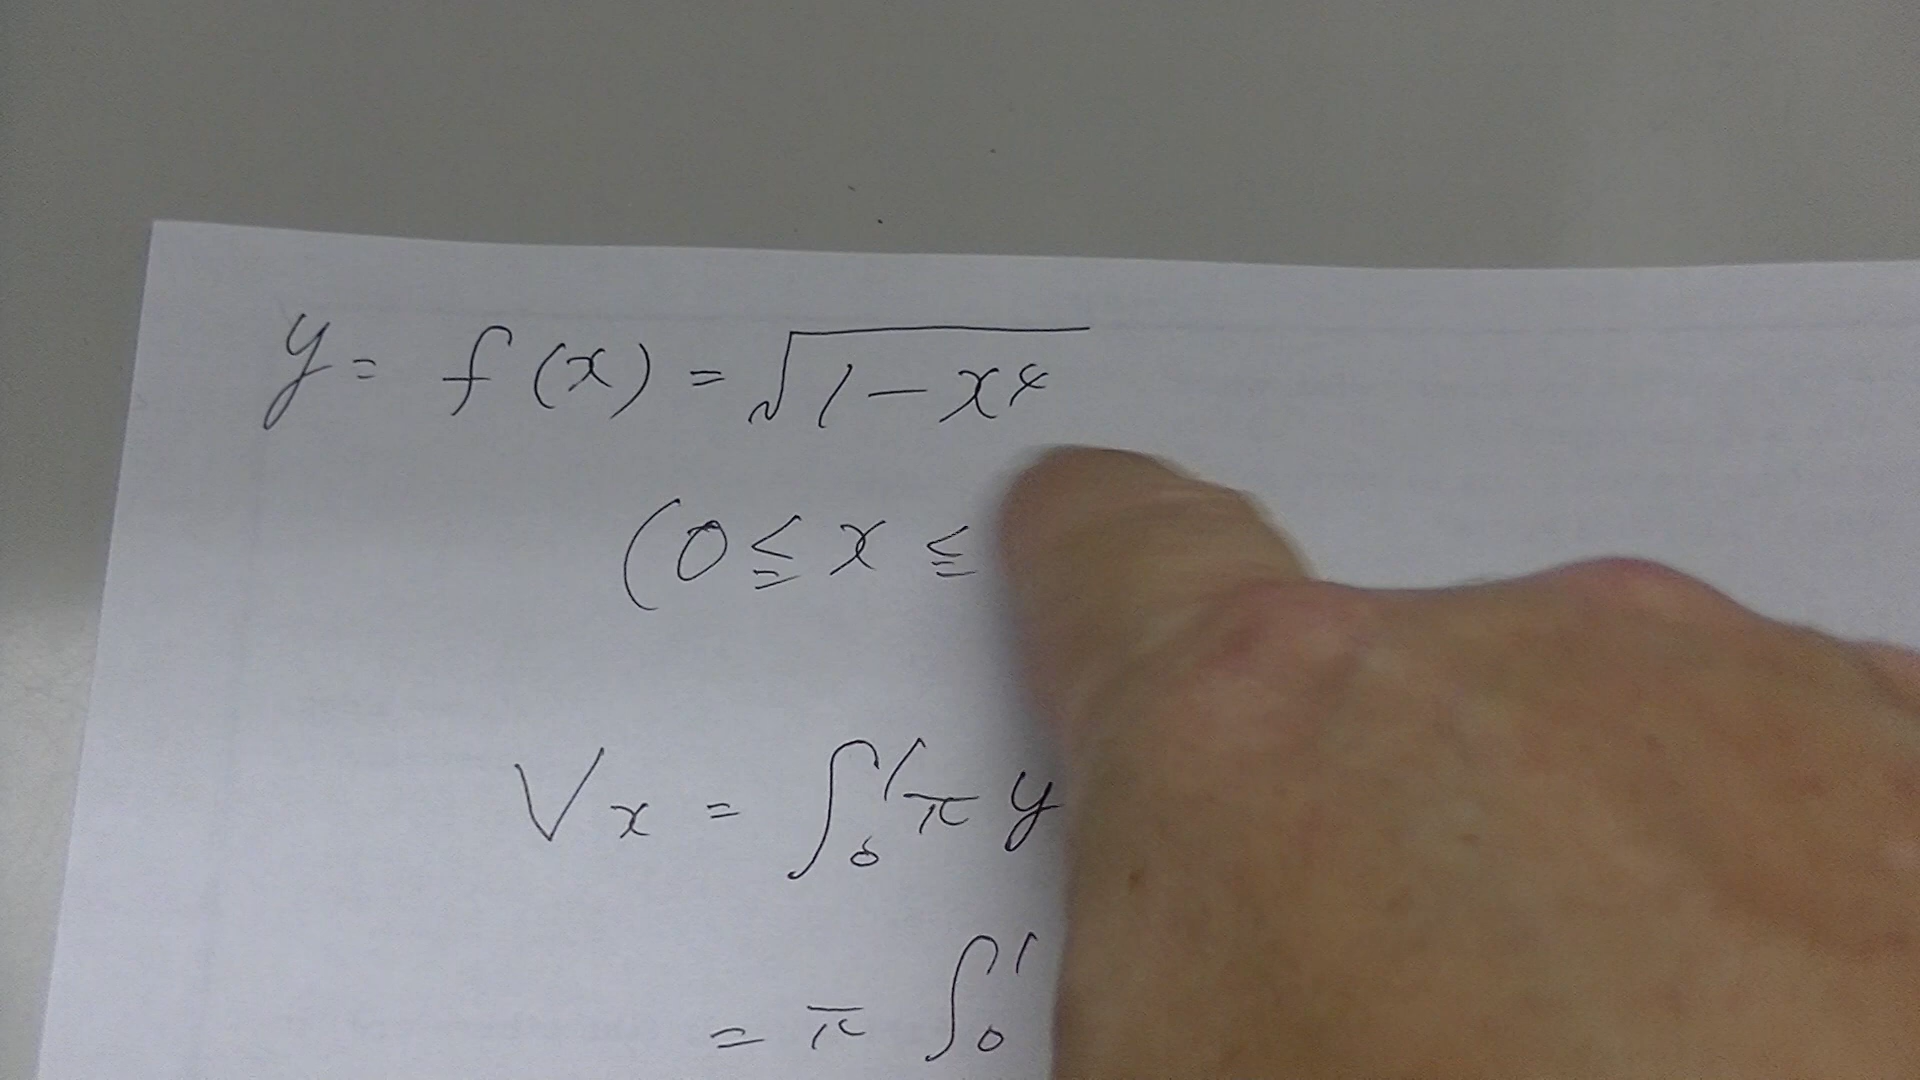 y = f(x) = √(1-x⁴)
(0 ≦ x ≦
Vx = ∫₀¹ π y
= π ∫₀¹